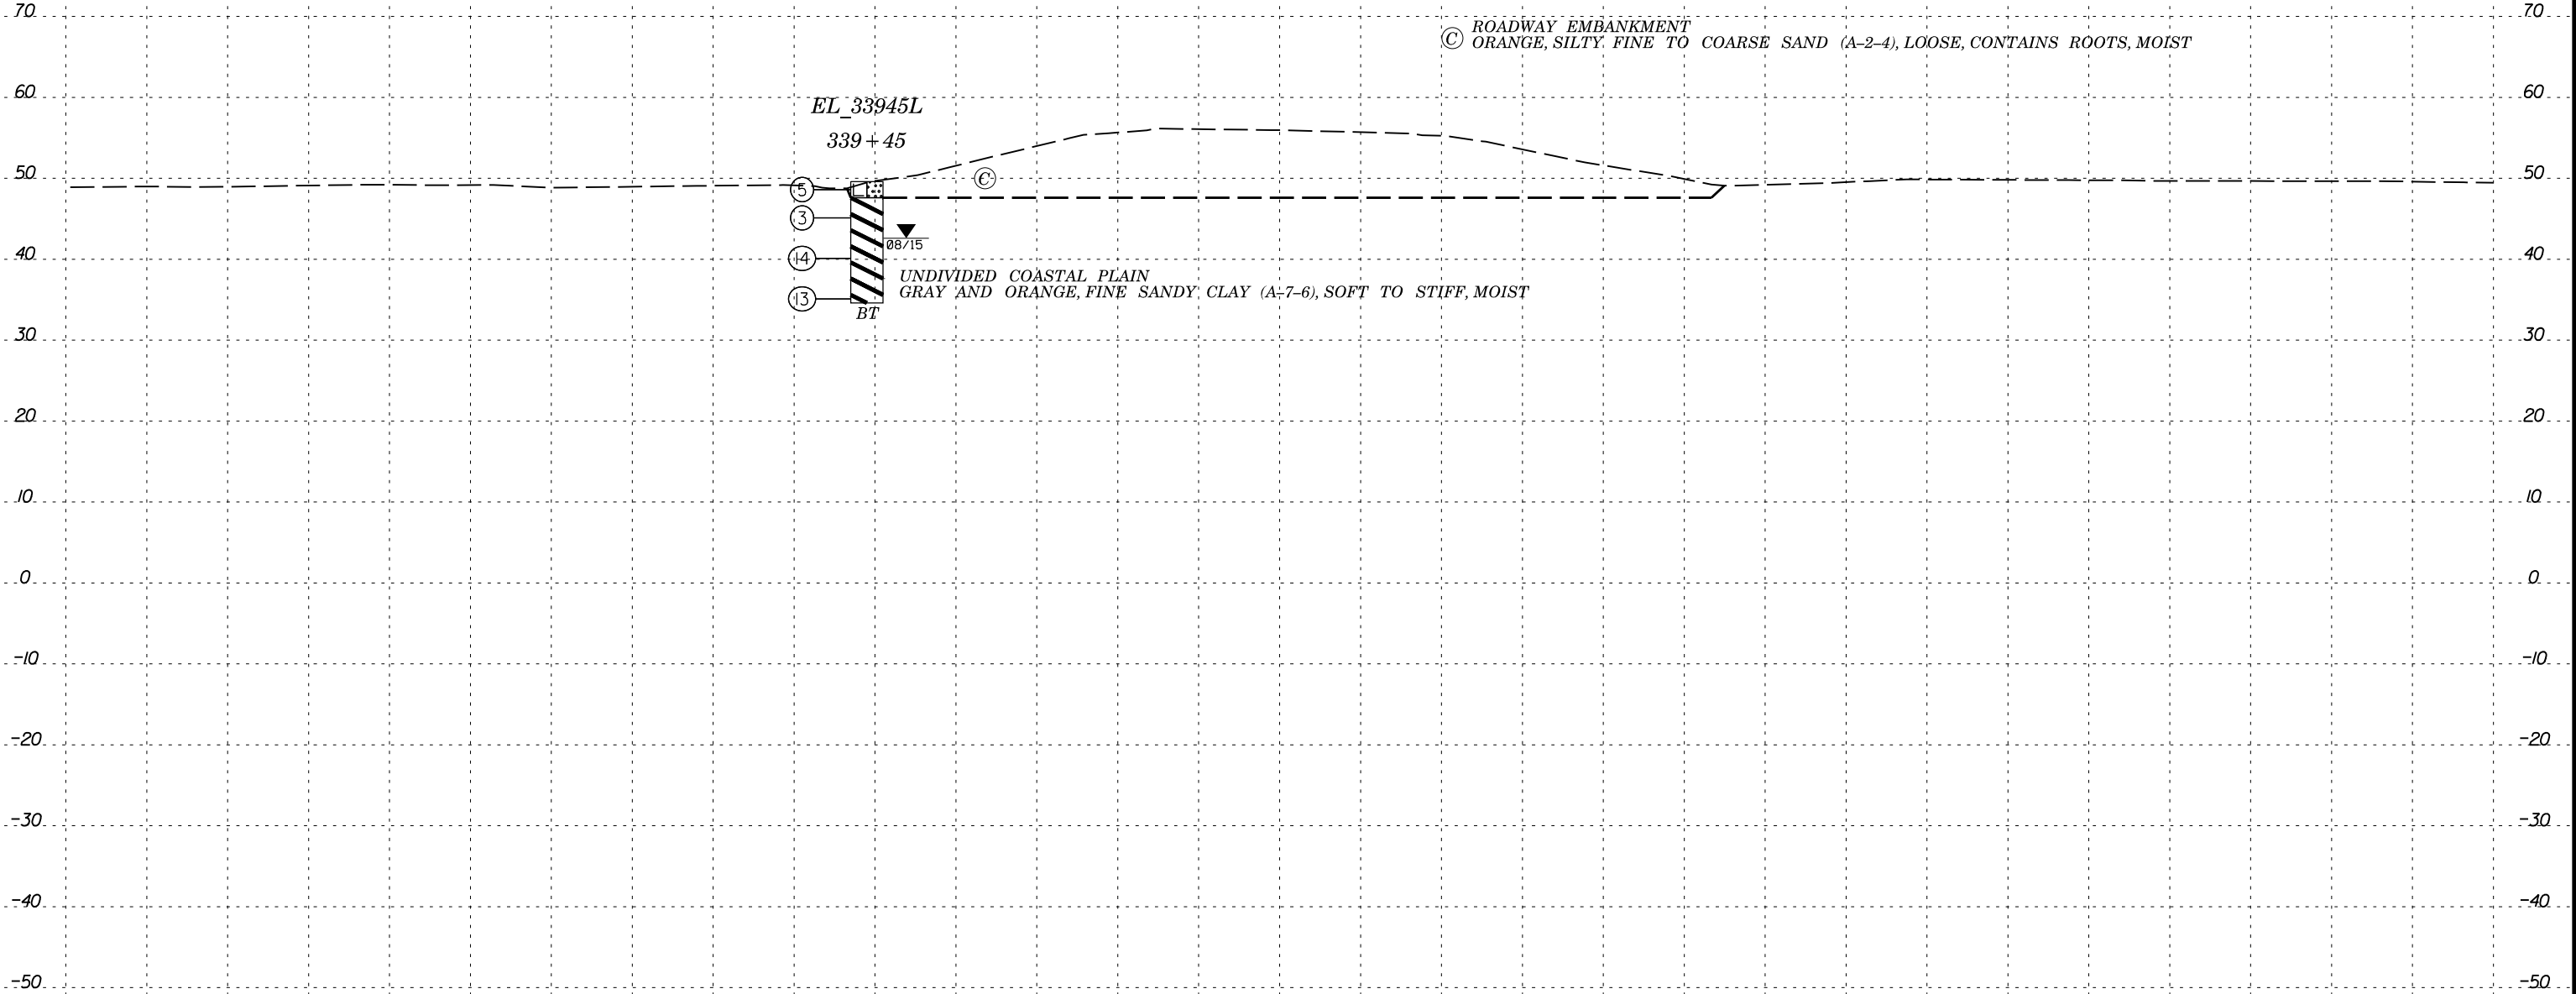 70 70
Ⓒ ROADWAY EMBANKMENT
ORANGE, SILTY FINE TO COARSE SAND (A-2-4), LOOSE, CONTAINS ROOTS, MOIST
60 60
EL_33945L
339+45
50 50
C
5
3
08/15
40 40
14
UNDIVIDED COASTAL PLAIN
GRAY AND ORANGE, FINE SANDY CLAY (A-7-6), SOFT TO STIFF, MOIST
13
BT
30 30
20 20
10 10
0 0
-10 -10
-20 -20
-30 -30
-40 -40
-50 -50